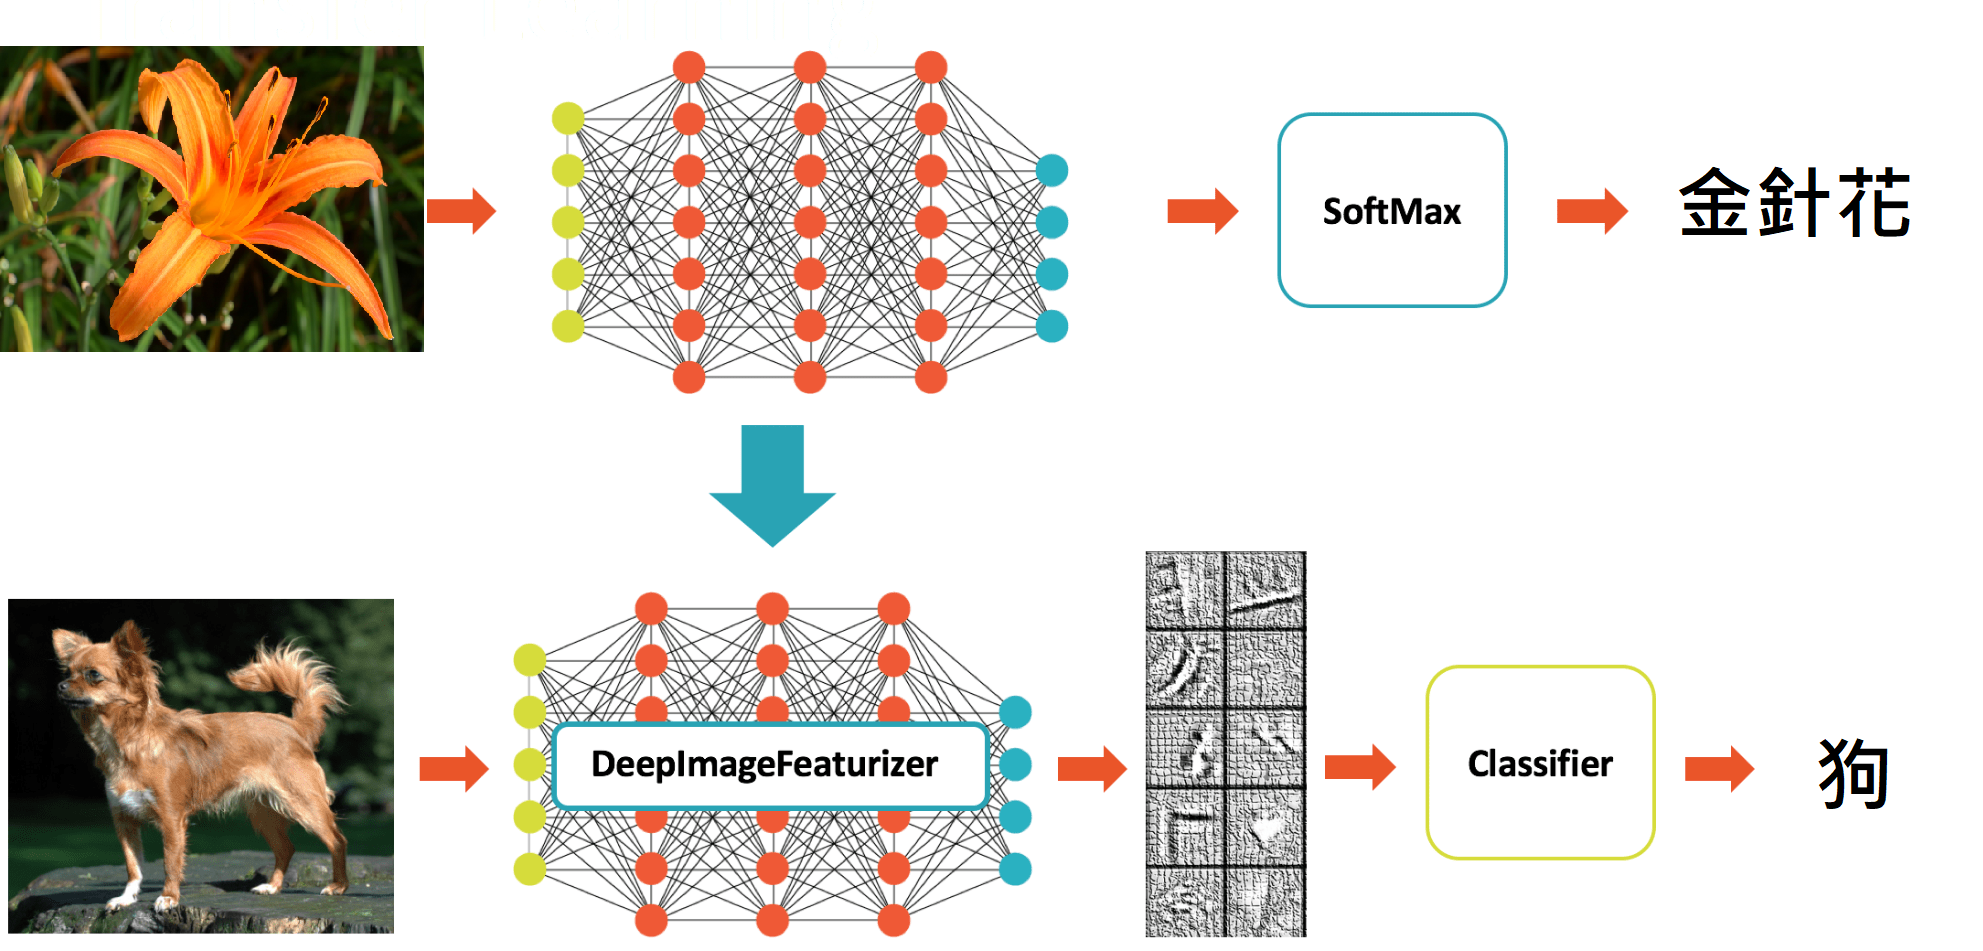 SoftMax
金針花
DeepImageFeaturizer
Classifier
狗